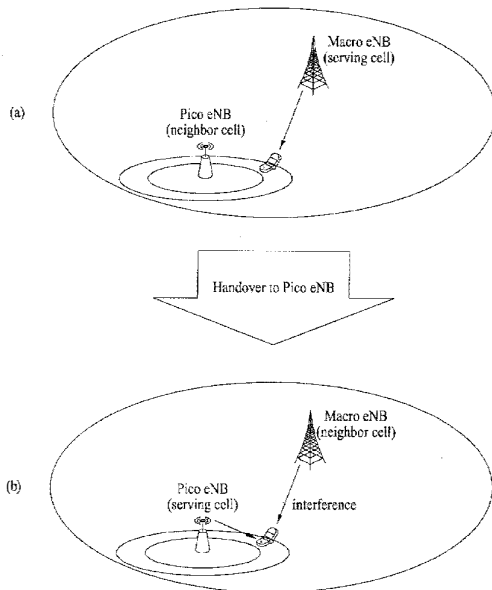 Macro eNB
(serving cell)
(a)
Pico eNB
(neighbor cell)
Handover to Pico eNB
Macro eNB
(neighbor cell)
(b)
Pico eNB
(serving cell)
interference